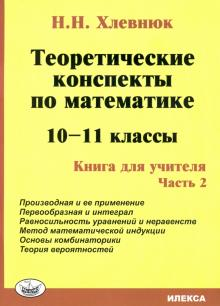 Н.Н. Хлевнюк
Теоретические
конспекты
по математике
10–11 классы
Книга для учителя
Часть 2
Производная и ее применение
Первообразная и интеграл
Равносильность уравнений и неравенств
Метод математической индукции
Основы комбинаторики
Теория вероятностей
ИЛЕКСА